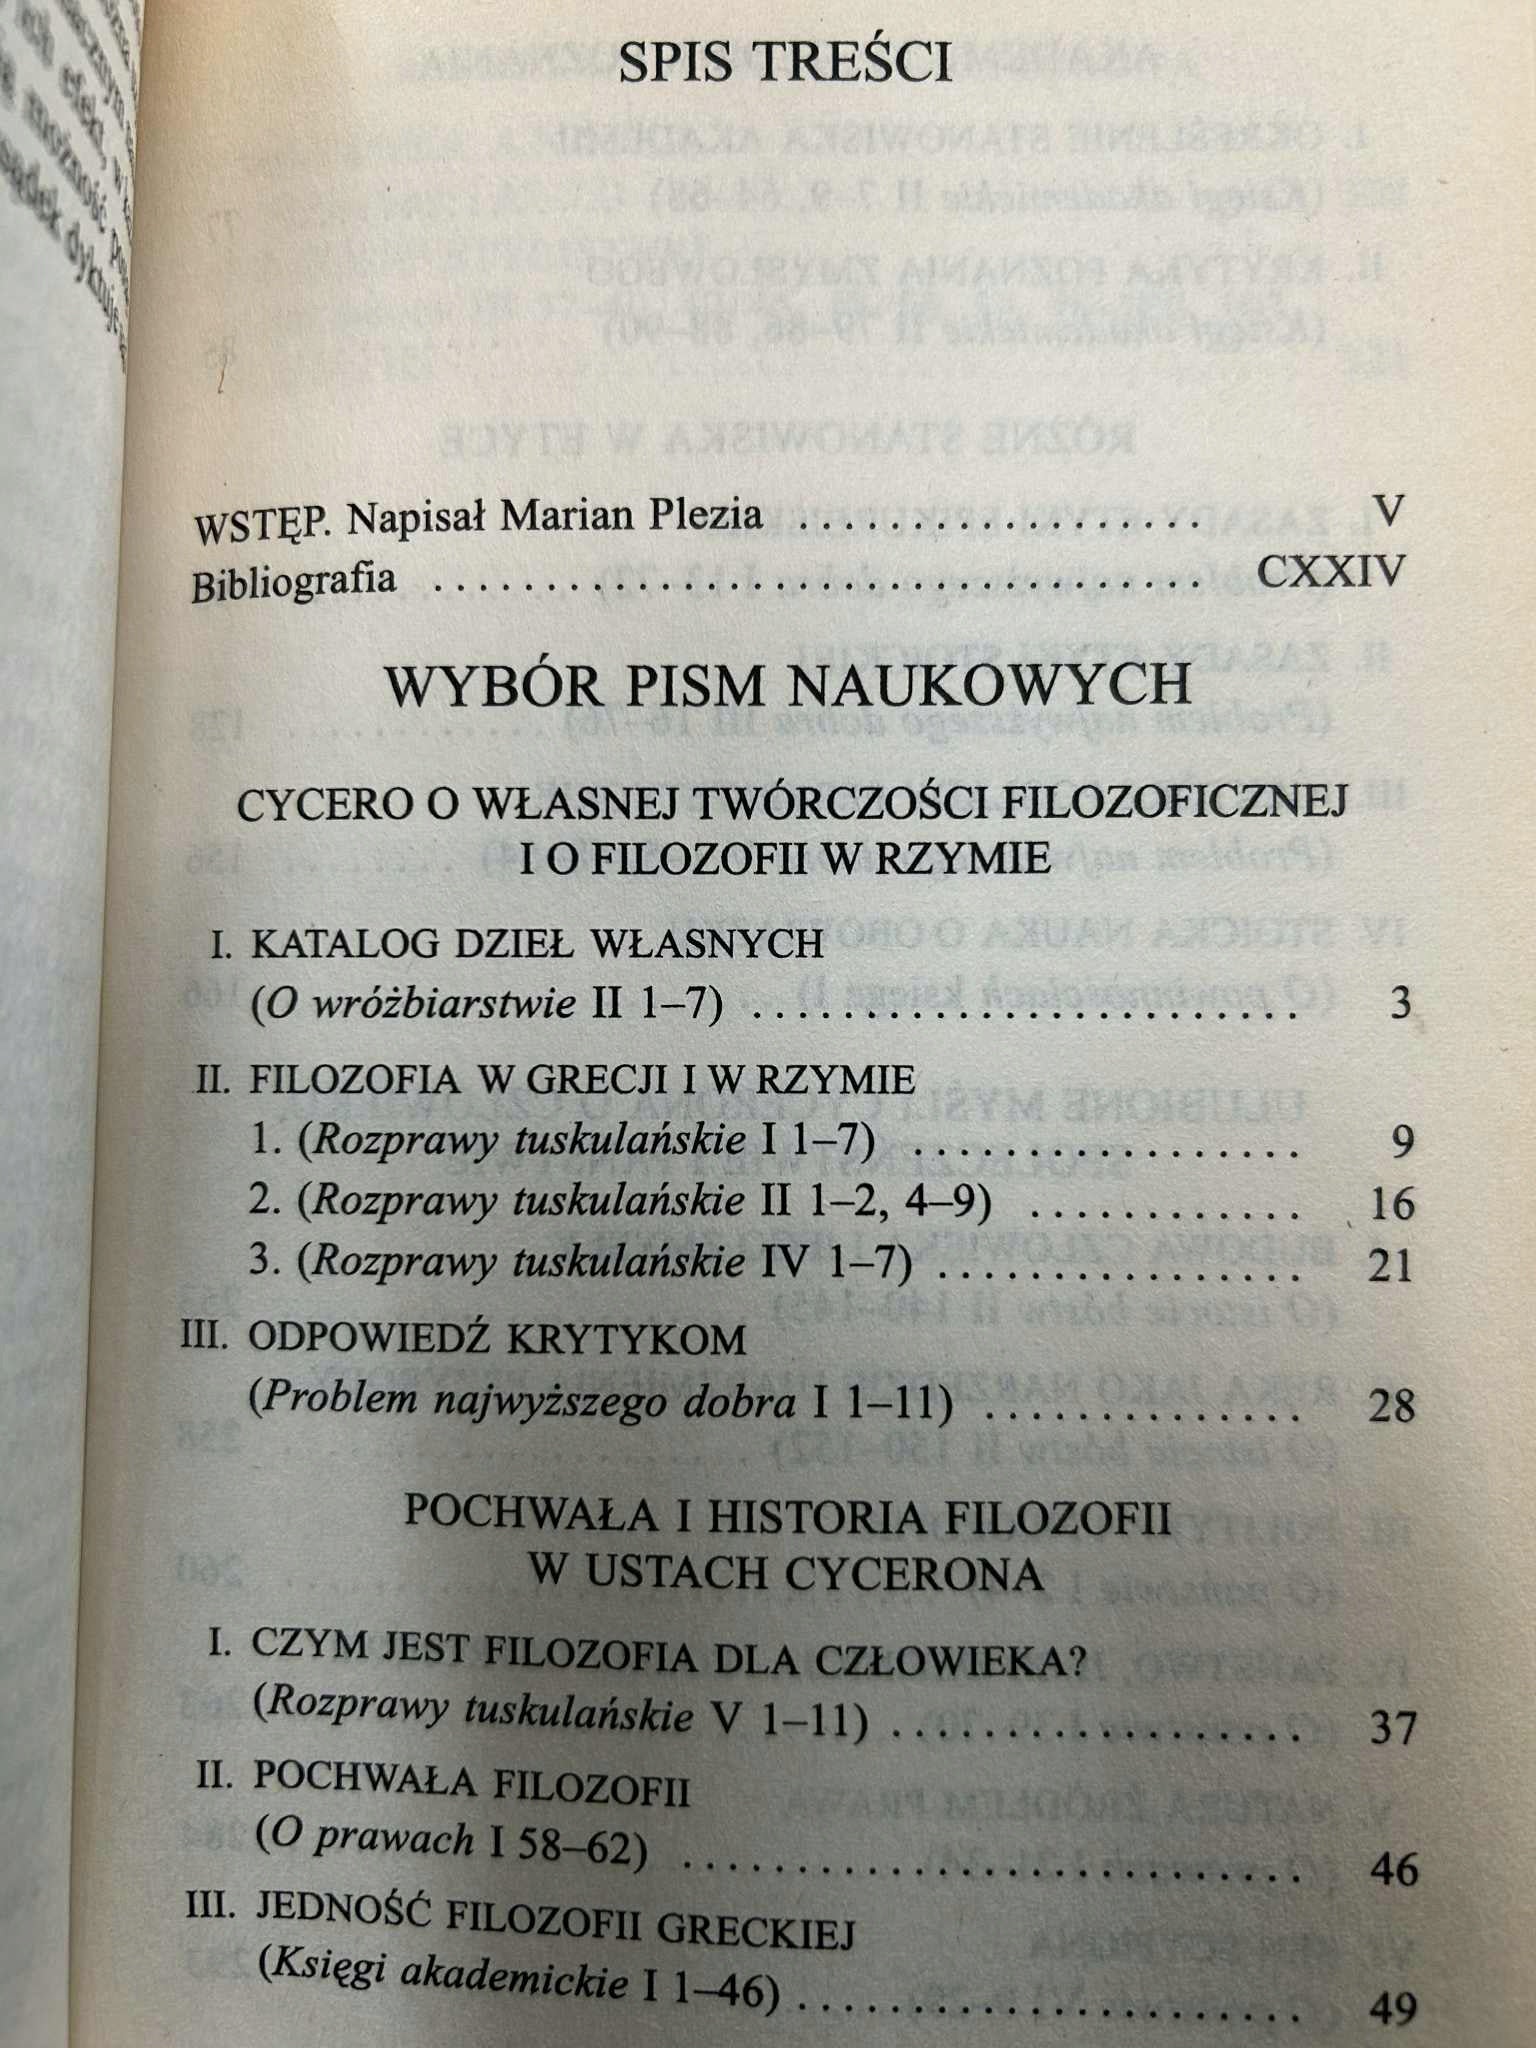 SPIS TREŚCI
WSTĘP. Napisał Marian Plezia .................. V
Bibliografia .................................. CXXIV
WYBÓR PISM NAUKOWYCH
CYCERO O WŁASNEJ TWÓRCZOŚCI FILOZOFICZNEJ
I O FILOZOFII W RZYMIE
I. KATALOG DZIEŁ WŁASNYCH
(O wróżbiarstwie II 1–7) ......................... 3
II. FILOZOFIA W GRECJI I W RZYMIE
1. (Rozprawy tuskulańskie I 1–7) ................. 9
2. (Rozprawy tuskulańskie II 1–2, 4–9) ............ 16
3. (Rozprawy tuskulańskie IV 1–7) ................ 21
III. ODPOWIEDŹ KRYTYKOM
(Problem najwyższego dobra I 1–11) .............. 28
POCHWAŁA I HISTORIA FILOZOFII
W USTACH CYCERONA
I. CZYM JEST FILOZOFIA DLA CZŁOWIEKA?
(Rozprawy tuskulańskie V 1–11) .................. 37
II. POCHWAŁA FILOZOFII
(O prawach I 58–62) ........................... 46
III. JEDNOŚĆ FILOZOFII GRECKIEJ
(Księgi akademickie I 1–46) ...................... 49